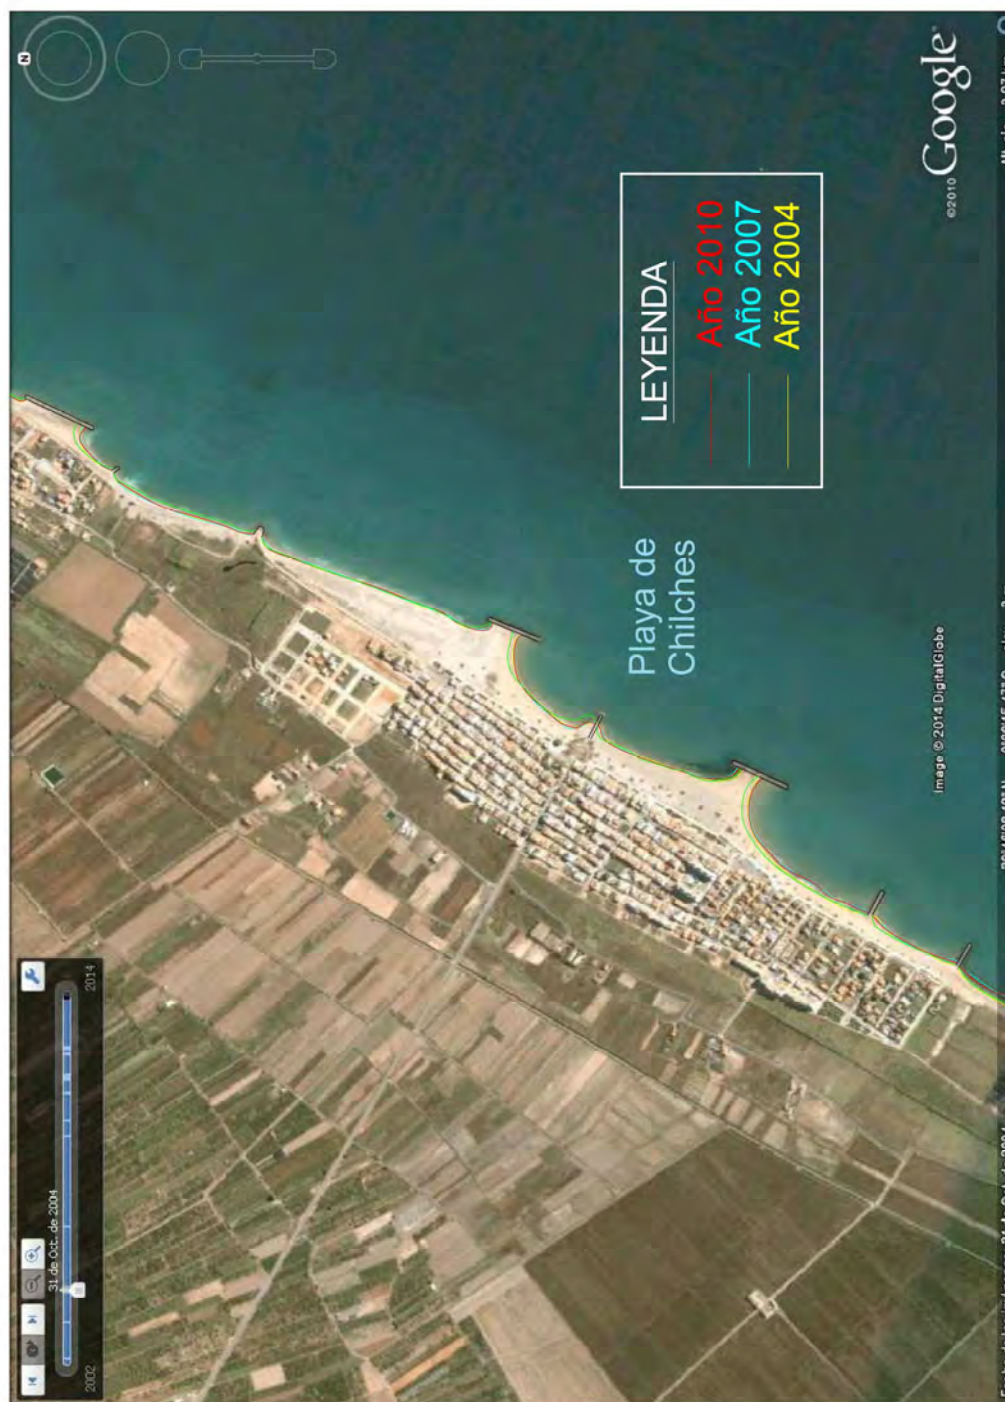 2002
31 de Oct. de 2004
2014
LEYENDA
Año 2010
Año 2007
Año 2004
Playa de
Chilches
Image © 2014 DigitalGlobe
©2010 Google
N